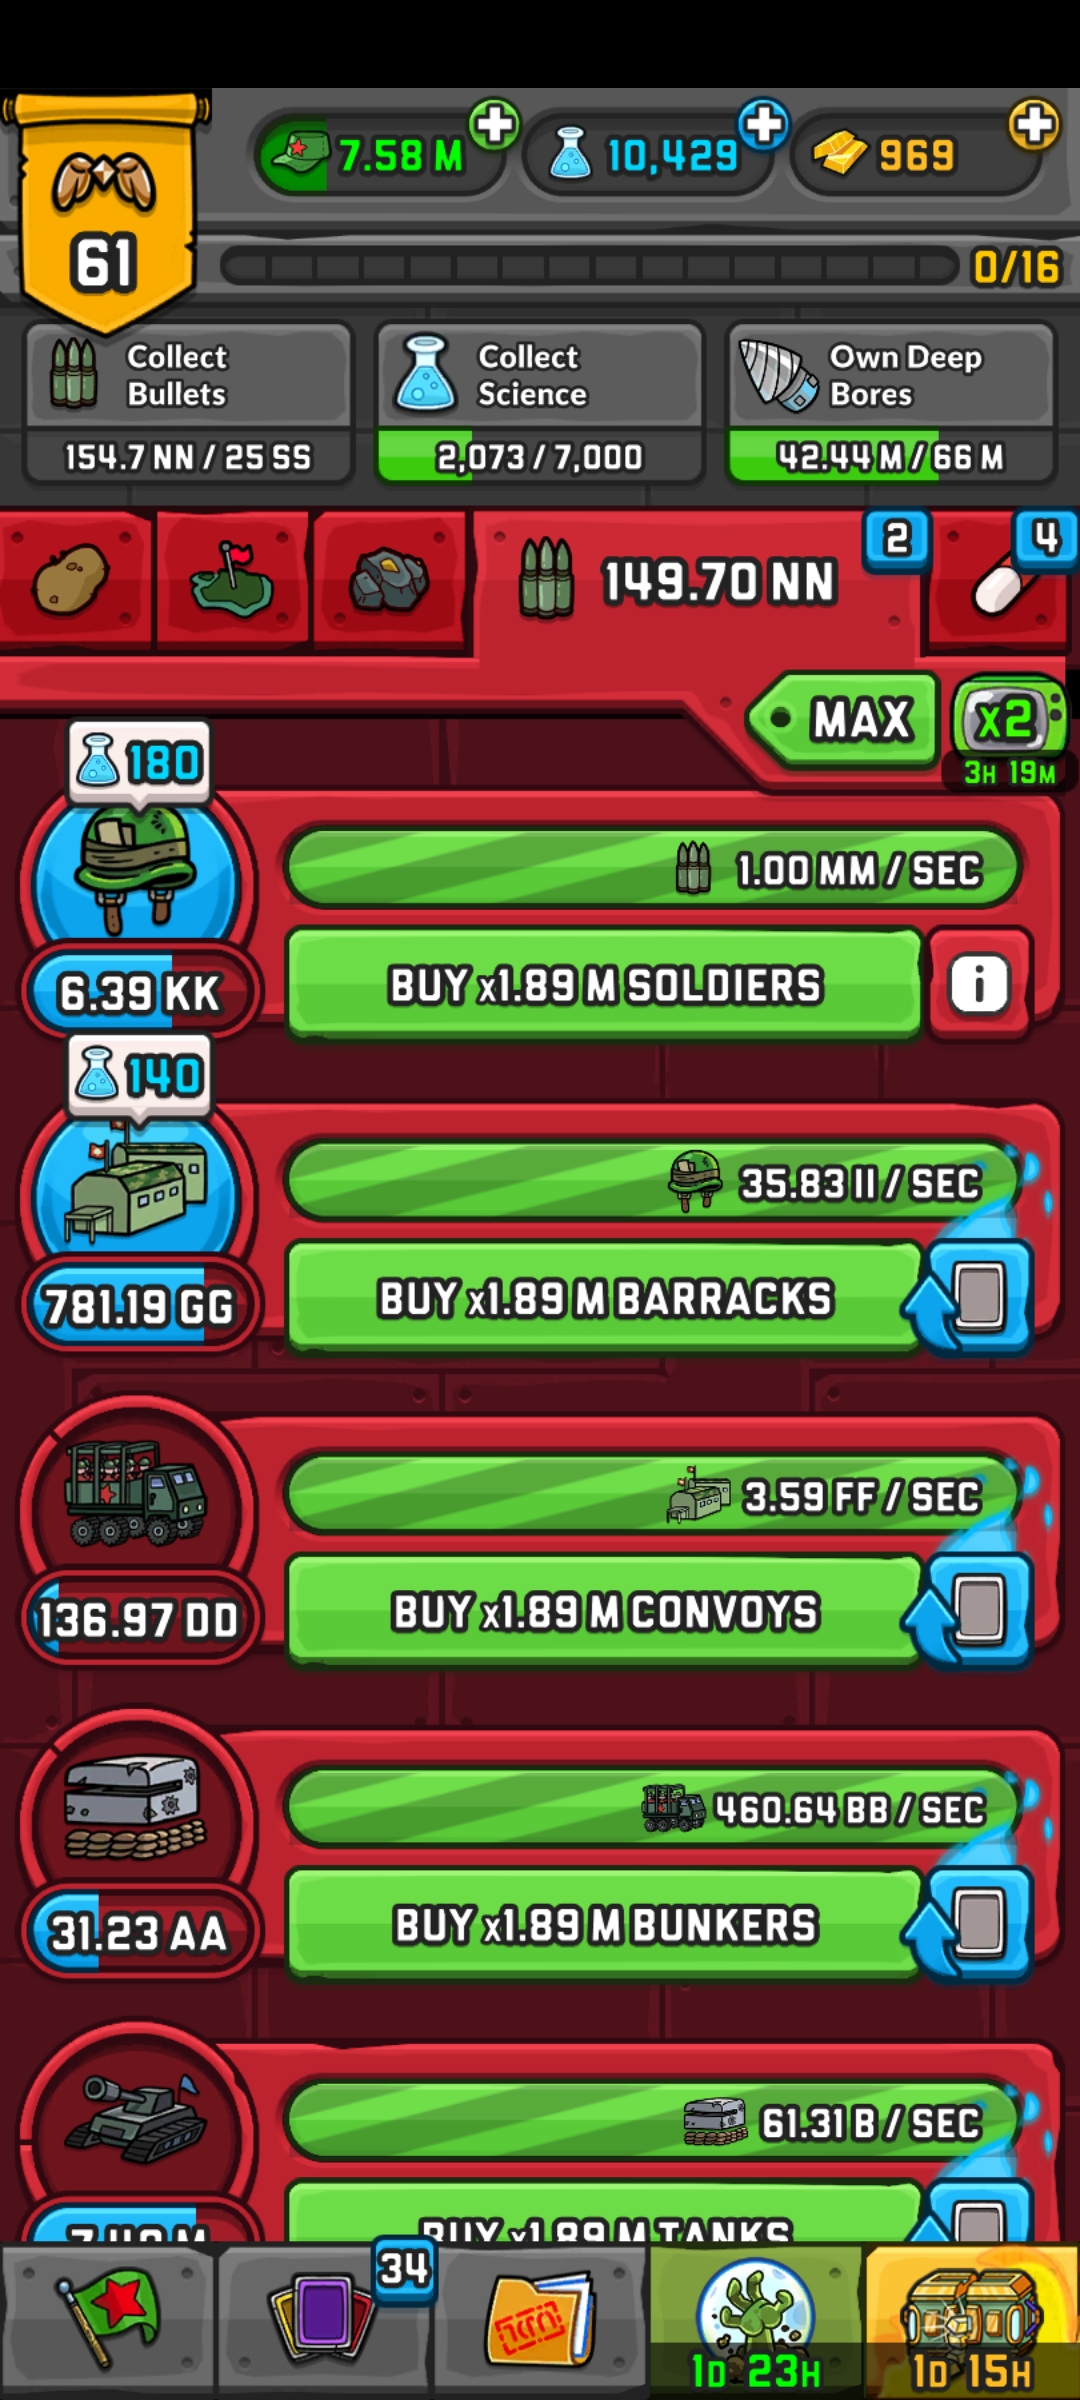 61
7.58 M
10,429
969
0/16
Collect Bullets
154.7 NN / 25 SS
Collect Science
2,073 / 7,000
Own Deep Bores
42.44 M / 66 M
149.70 NN
2
4
MAX
x2
3H 19M
180
1.00 MM / SEC
6.39 KK
BUY x1.89 M SOLDIERS
i
140
35.83 II / SEC
781.19 GG
BUY x1.89 M BARRACKS
3.59 FF / SEC
136.97 DD
BUY x1.89 M CONVOYS
460.64 BB / SEC
31.23 AA
BUY x1.89 M BUNKERS
61.31 B / SEC
BUY x1.89 M TANKS
34
1D 23H
1D 15H